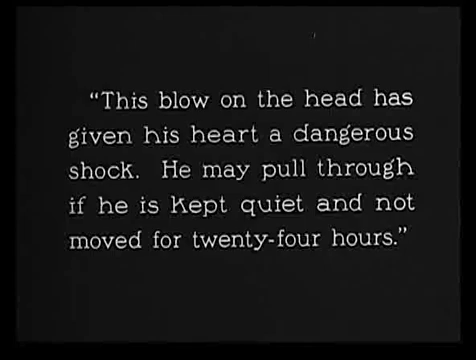 “This blow on the head has
given his heart a dangerous
shock. He may pull through
if he is kept quiet and not
moved for twenty-four hours.”